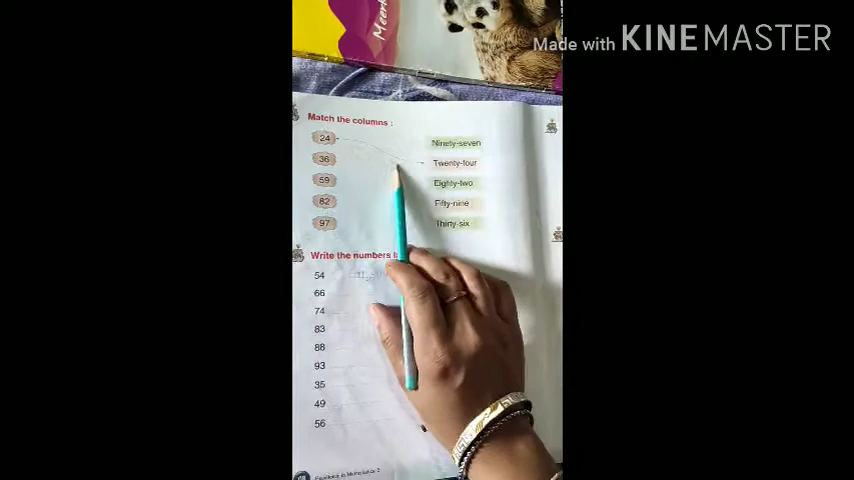 Meerk
Made with KINEMASTER
Match the columns :
24 Ninety-seven
36 Twenty-four
59 Eighty-two
82 Fifty-nine
97 Thirty-six
Write the numbers
54
66
74
83
88
93
35
49
56